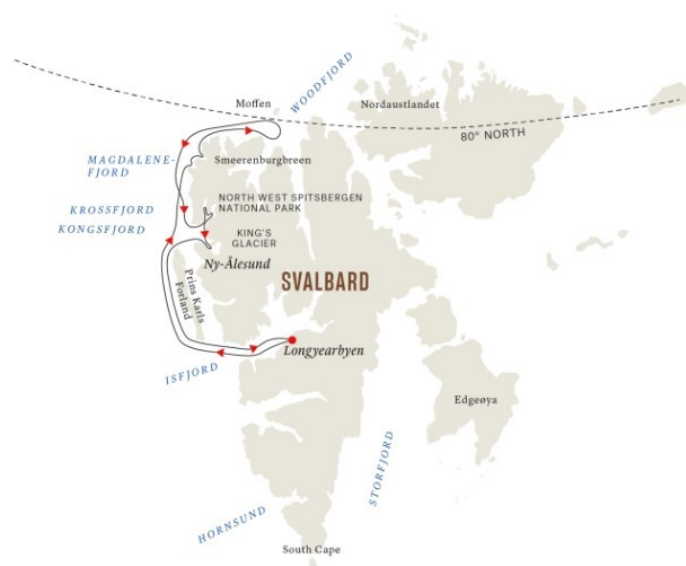 WOODFJORD
Moffen
Nordaustlandet
80° NORTH
MAGDALENE-
FJORD
Smeerenburgbreen
NORTH WEST SPITSBERGEN
NATIONAL PARK
KROSSFJORD
KONGSFJORD
KING'S
GLACIER
Ny-Ålesund
SVALBARD
Prins Karls
Forland
Longyearbyen
ISFJORD
Edgeøya
STORFJORD
HORNSUND
South Cape